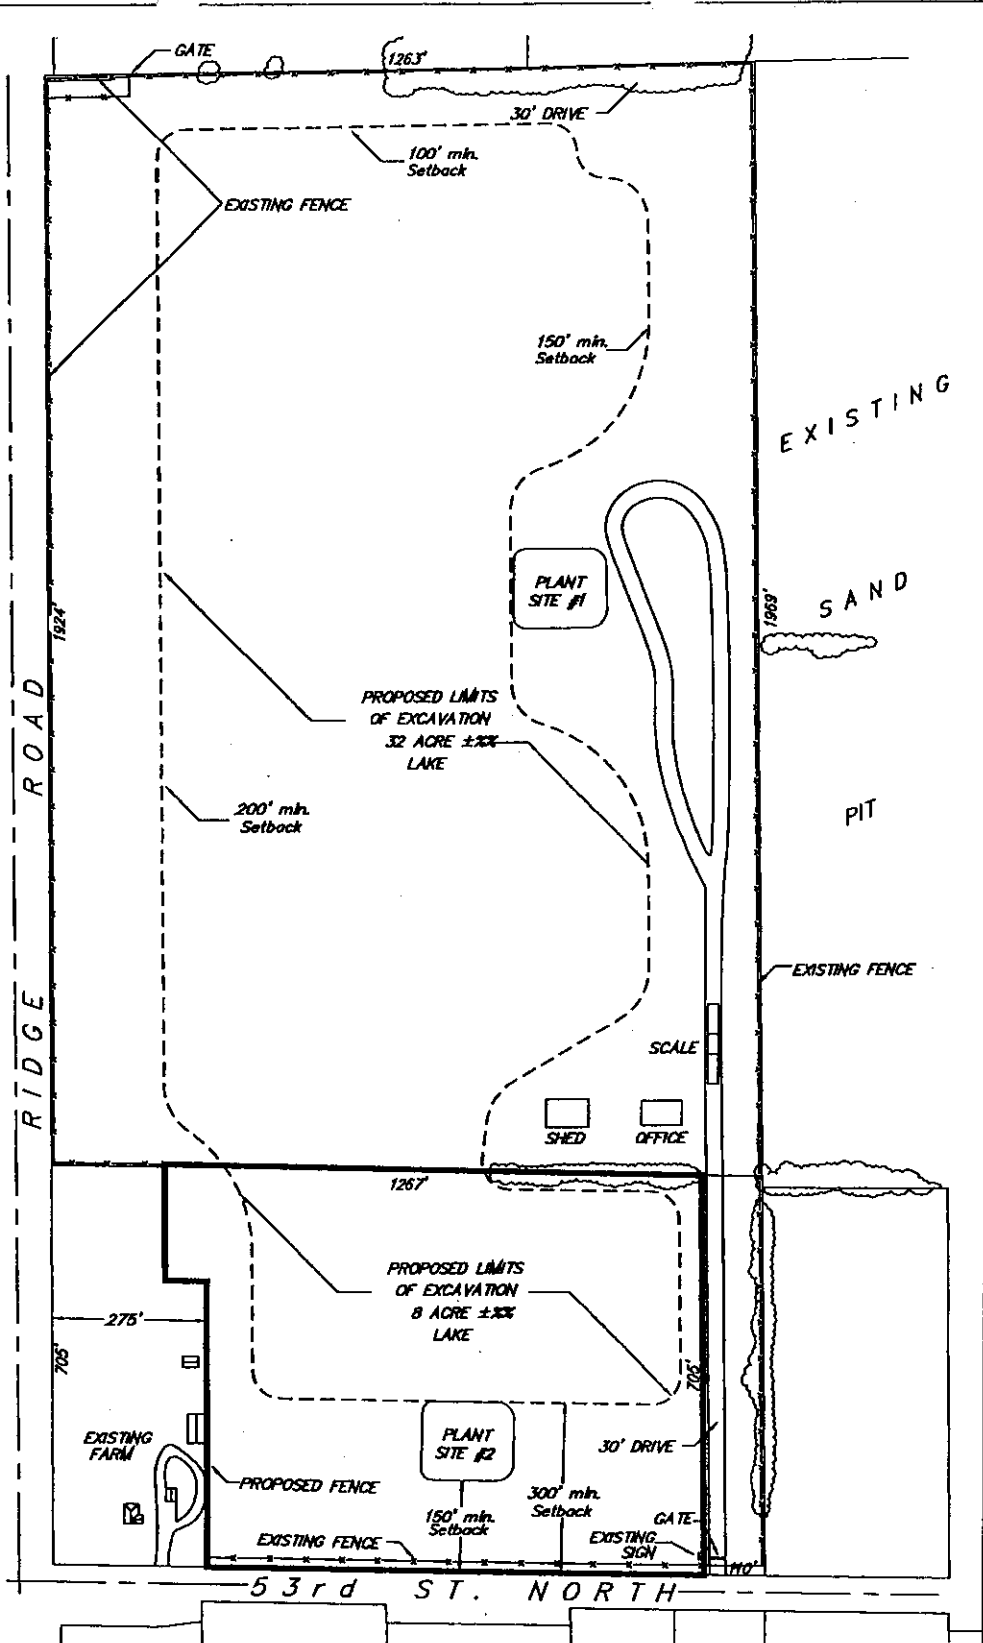 GATE
1263'
30' DRIVE
100' min.
Setback
EXISTING FENCE
150' min.
Setback
EXISTING
SAND
PIT
PLANT
SITE #1
1924'
1969'
PROPOSED LIMITS
OF EXCAVATION
32 ACRE ±%%
LAKE
200' min.
Setback
RIDGE ROAD
EXISTING FENCE
SCALE
SHED
OFFICE
1267'
PROPOSED LIMITS
OF EXCAVATION
8 ACRE ±%%
LAKE
275'
705'
705'
EXISTING
FARM
PLANT
SITE #2
30' DRIVE
PROPOSED FENCE
150' min.
Setback
300' min.
Setback
GATE
EXISTING FENCE
EXISTING
SIGN
110'
53rd ST. NORTH